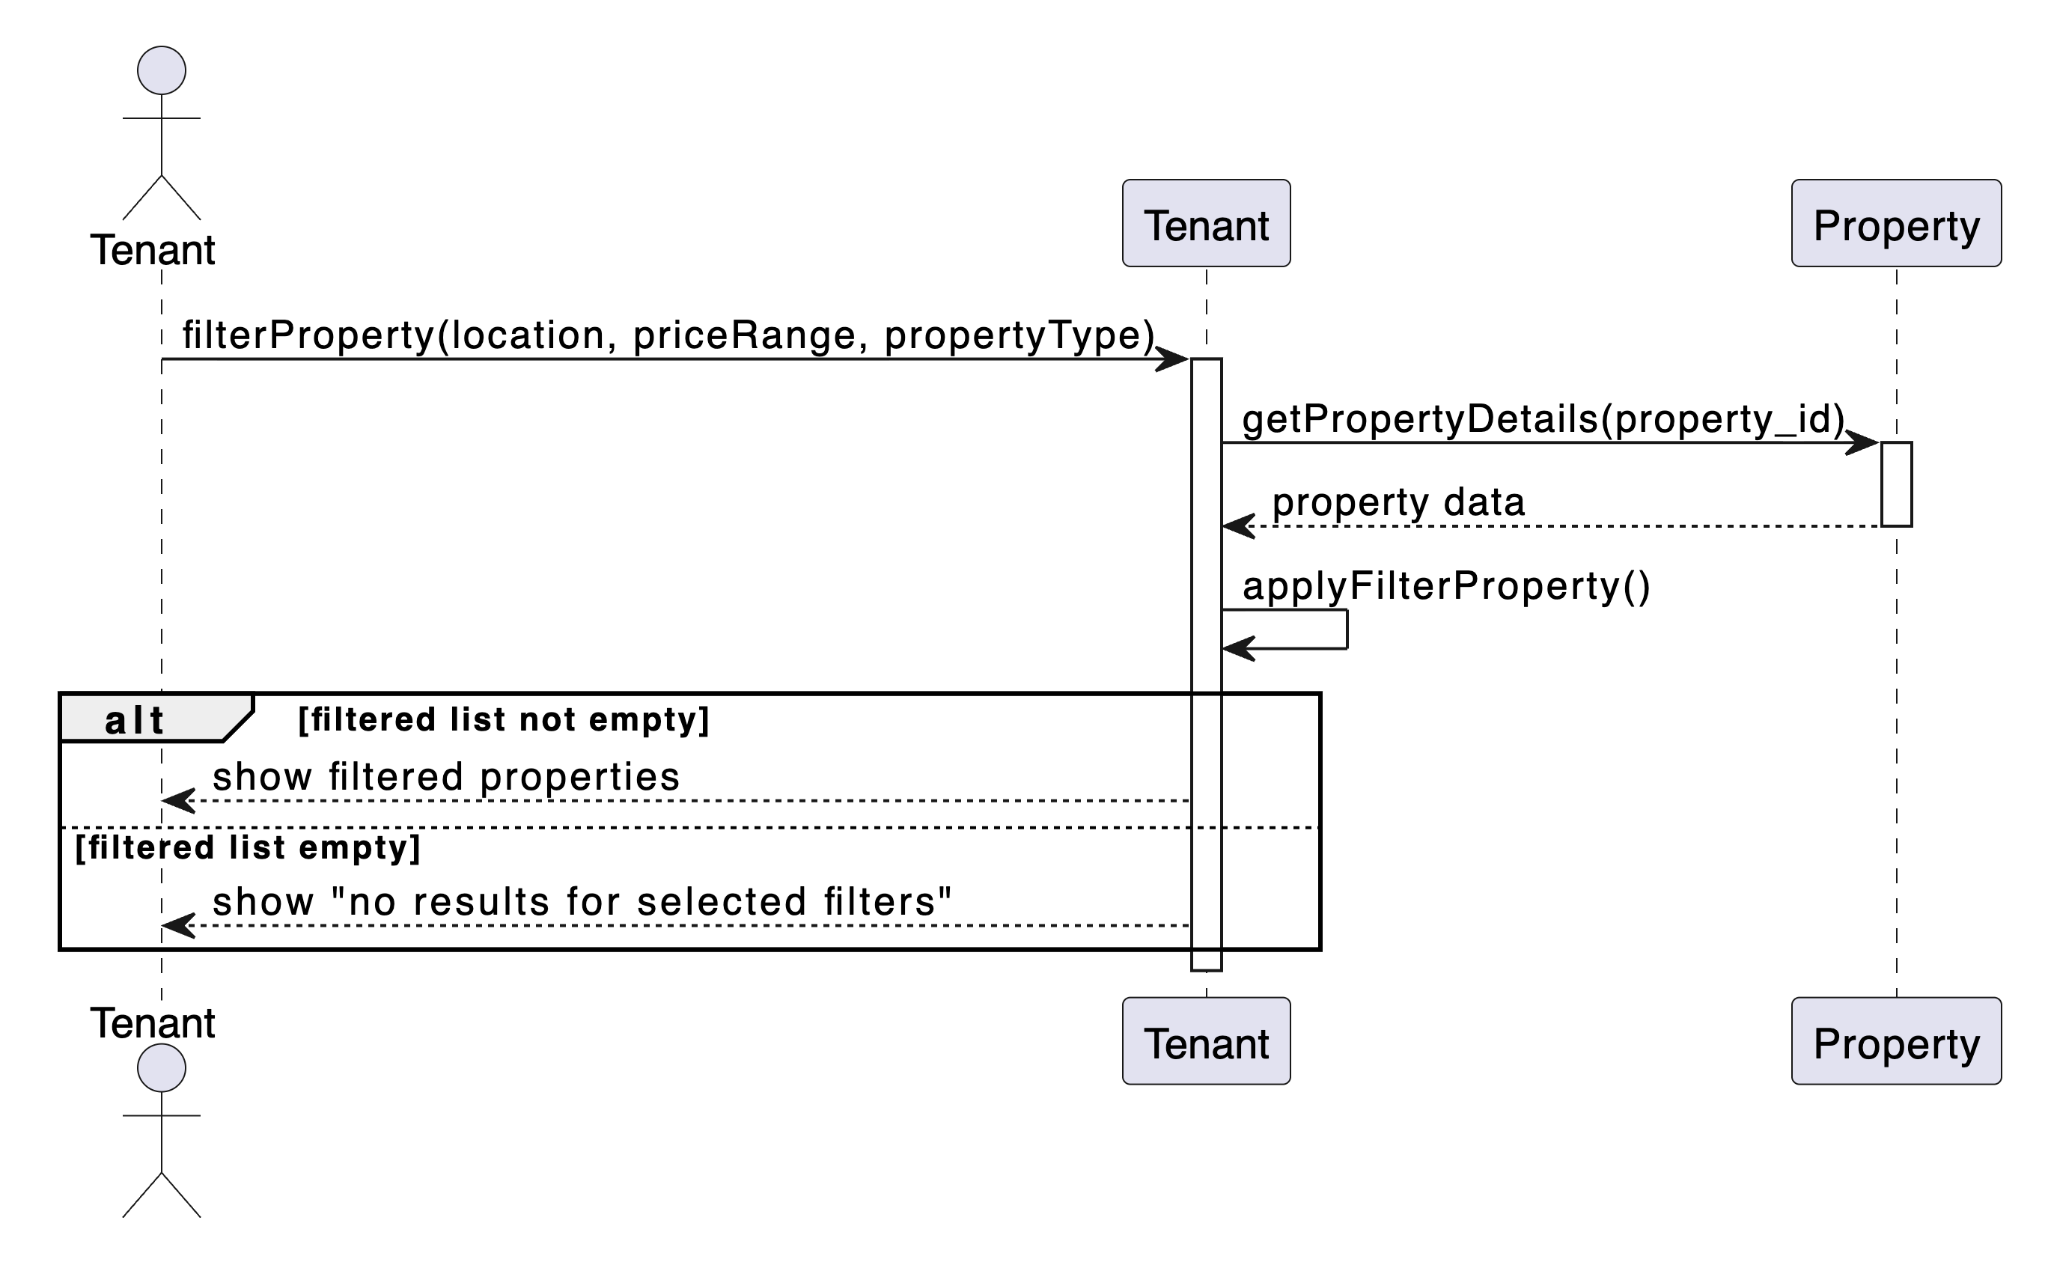 Tenant
Tenant
Property
filterProperty(location, priceRange, propertyType)
getPropertyDetails(property_id)
property data
applyFilterProperty()
alt [filtered list not empty]
show filtered properties
[filtered list empty]
show "no results for selected filters"
Tenant
Tenant
Property